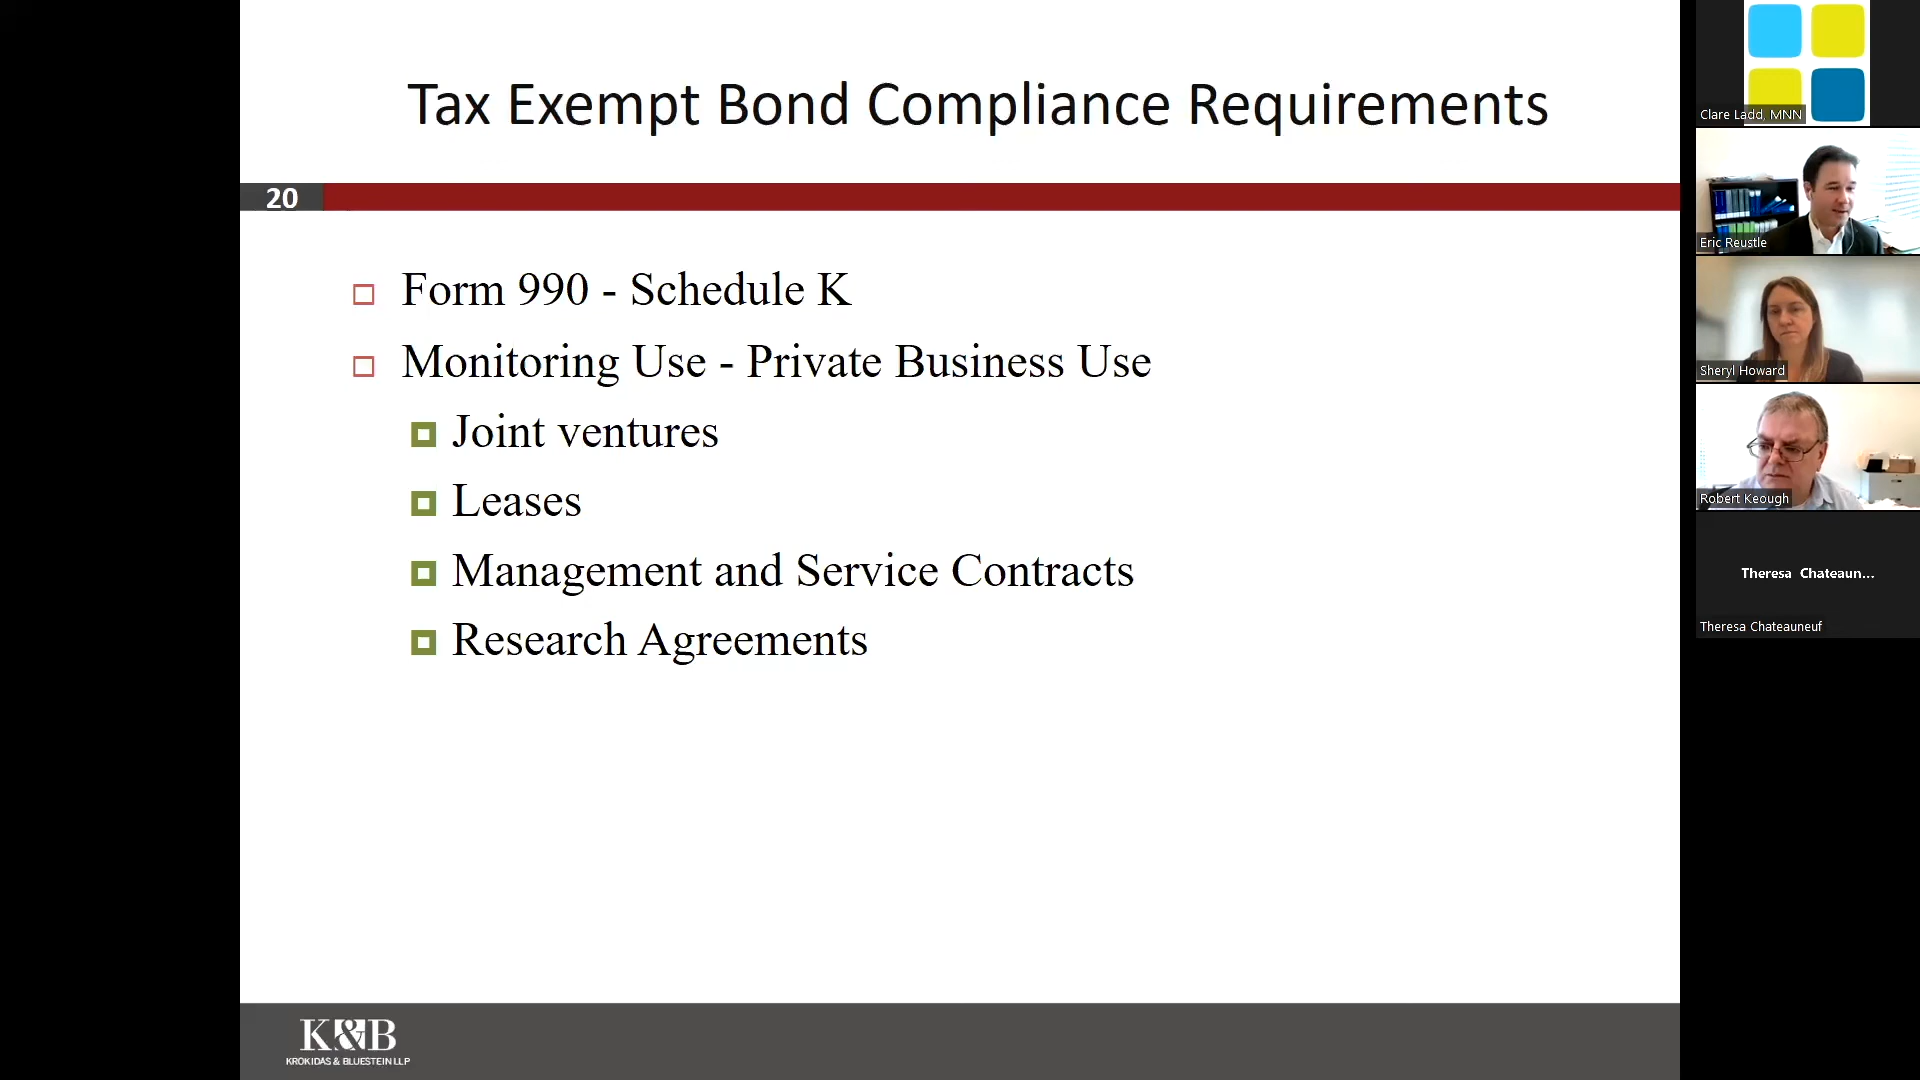 Tax Exempt Bond Compliance Requirements
20
Form 990 - Schedule K
Monitoring Use - Private Business Use
Joint ventures
Leases
Management and Service Contracts
Research Agreements
K&B
KROKIDAS & BLUESTEIN LLP
Clare Ladd, MNN
Eric Reustle
Sheryl Howard
Robert Keough
Theresa Chateaun...
Theresa Chateauneuf